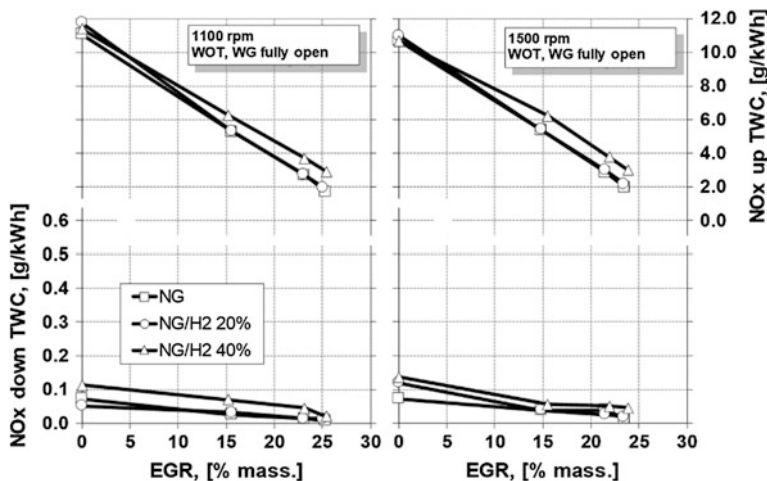 1100 rpm
WOT, WG fully open
1500 rpm
WOT, WG fully open
12.0
10.0
8.0
6.0
4.0
2.0
0.0
NOx up TWC, [g/kWh]
0.6
0.5
0.4
0.3
0.2
0.1
0.0
NOx down TWC, [g/kWh]
NG
NG/H2 20%
NG/H2 40%
0 5 10 15 20 25 30
0 5 10 15 20 25 30
EGR, [% mass.]
EGR, [% mass.]